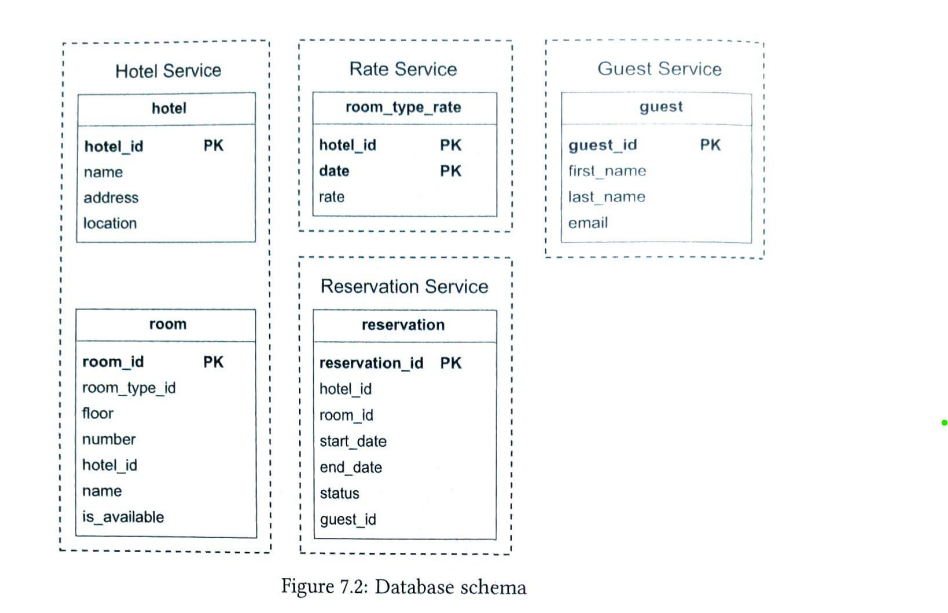 Hotel Service
hotel
hotel_id PK
name
address
location
room
room_id PK
room_type_id
floor
number
hotel_id
name
is_available
Rate Service
room_type_rate
hotel_id PK
date PK
rate
Reservation Service
reservation
reservation_id PK
hotel_id
room_id
start_date
end_date
status
guest_id
Guest Service
guest
guest_id PK
first_name
last_name
email
Figure 7.2: Database schema